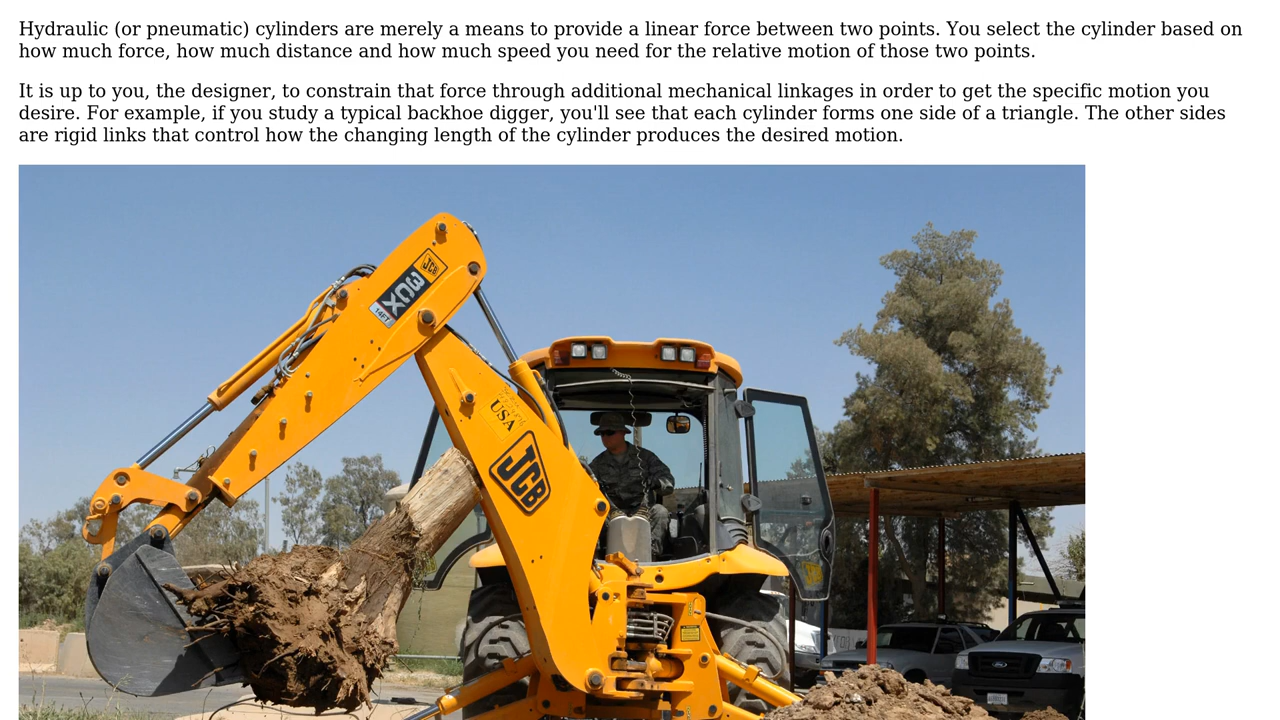 Hydraulic (or pneumatic) cylinders are merely a means to provide a linear force between two points. You select the cylinder based on
how much force, how much distance and how much speed you need for the relative motion of those two points.
It is up to you, the designer, to constrain that force through additional mechanical linkages in order to get the specific motion you
desire. For example, if you study a typical backhoe digger, you'll see that each cylinder forms one side of a triangle. The other sides
are rigid links that control how the changing length of the cylinder produces the desired motion.
JCB
3CX
14FT
USA
JCB
Ford